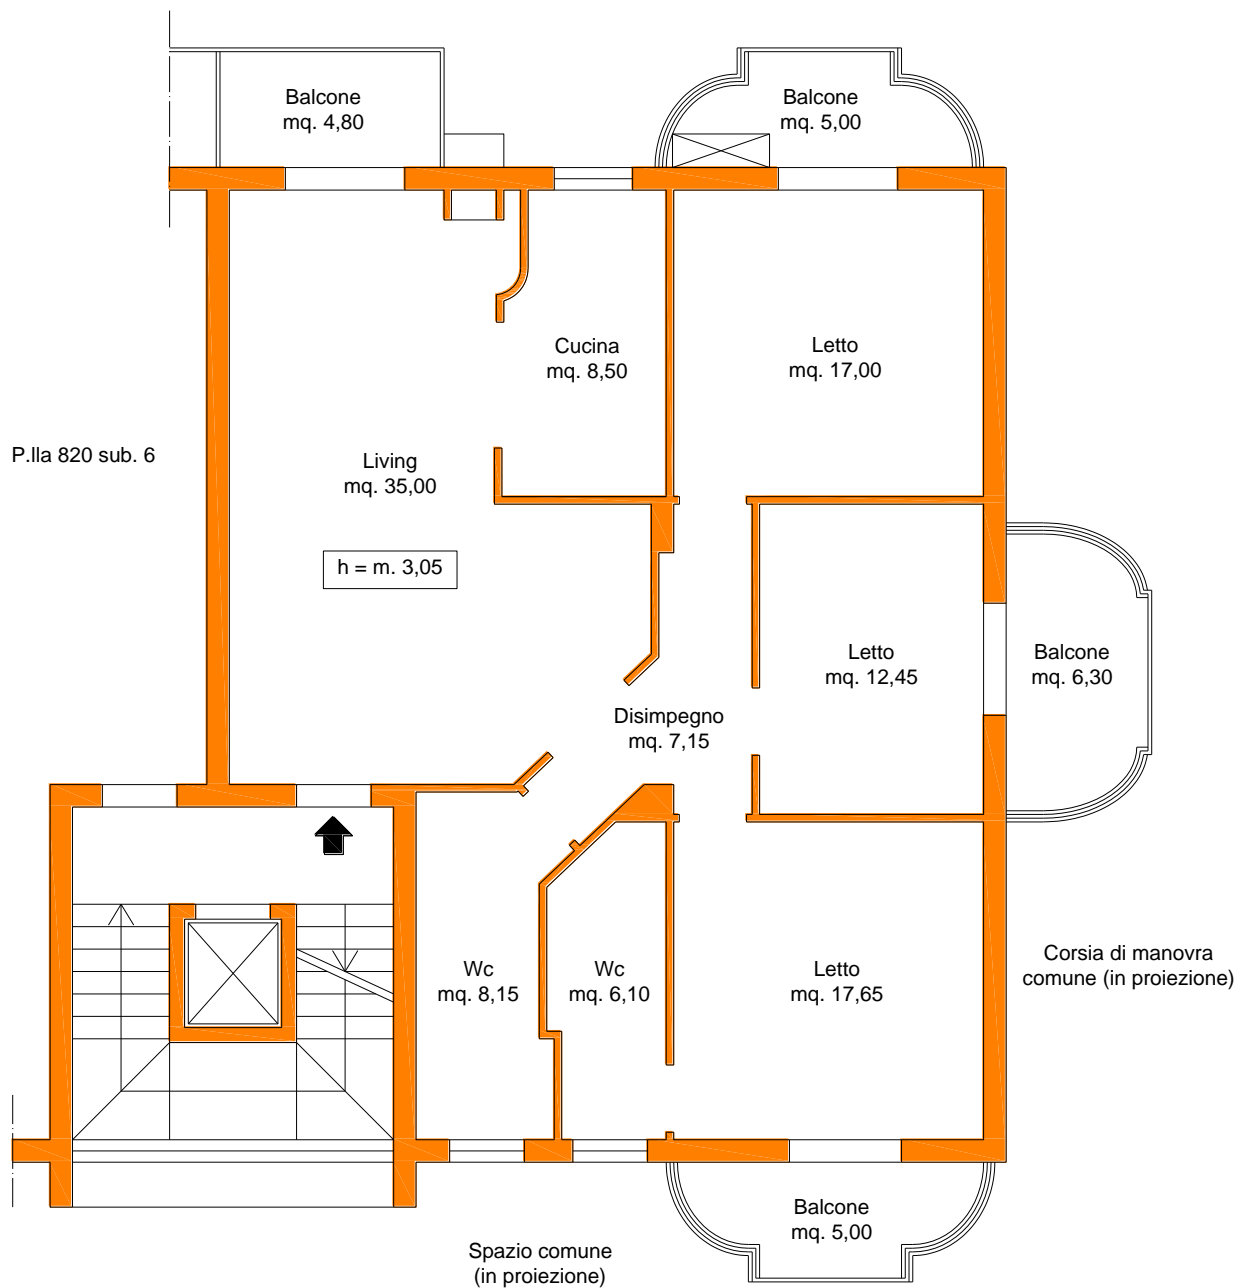 Balcone
mq. 4,80
Balcone
mq. 5,00
Cucina
mq. 8,50
Letto
mq. 17,00
P.lla 820 sub. 6
Living
mq. 35,00
h = m. 3,05
Letto
mq. 12,45
Balcone
mq. 6,30
Disimpegno
mq. 7,15
Wc
mq. 8,15
Wc
mq. 6,10
Letto
mq. 17,65
Corsia di manovra
comune (in proiezione)
Balcone
mq. 5,00
Spazio comune
(in proiezione)